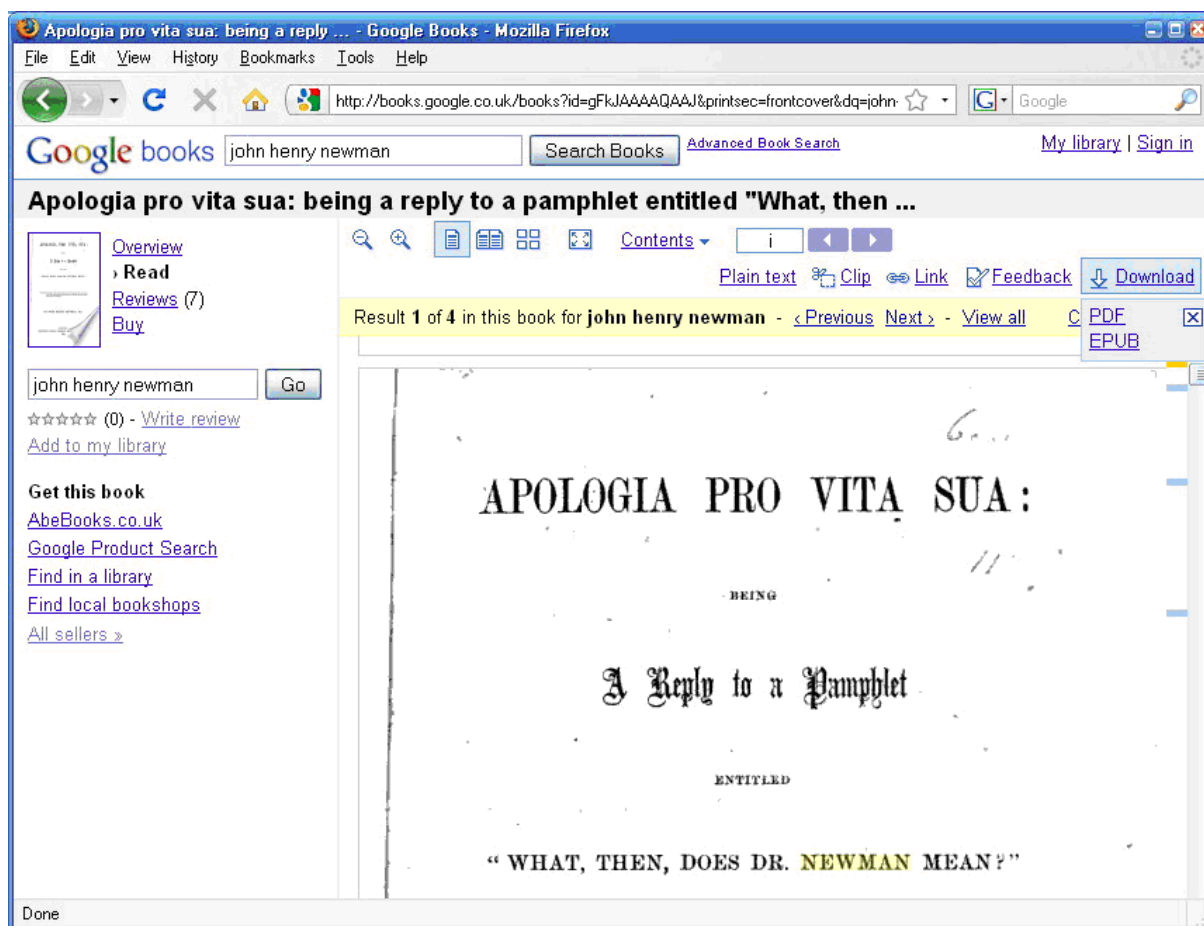 Apologia pro vita sua: being a reply ... - Google Books - Mozilla Firefox
File Edit View History Bookmarks Tools Help
http://books.google.co.uk/books?id=gFkJAAAAQAAJ&printsec=frontcover&dq=john- Google
Google books john henry newman Search Books Advanced Book Search My library | Sign in
Apologia pro vita sua: being a reply to a pamphlet entitled "What, then ...
Overview
› Read
Reviews (7)
Buy
john henry newman Go
☆☆☆☆☆ (0) - Write review
Add to my library
Get this book
AbeBooks.co.uk
Google Product Search
Find in a library
Find local bookshops
All sellers »
Contents i
Plain text Clip Link Feedback Download
PDF
EPUB
Result 1 of 4 in this book for john henry newman - ‹ Previous Next › - View all C
APOLOGIA PRO VITA SUA:
BEING
A Reply to a Pamphlet
ENTITLED
“ WHAT, THEN, DOES DR. NEWMAN MEAN?”
Done